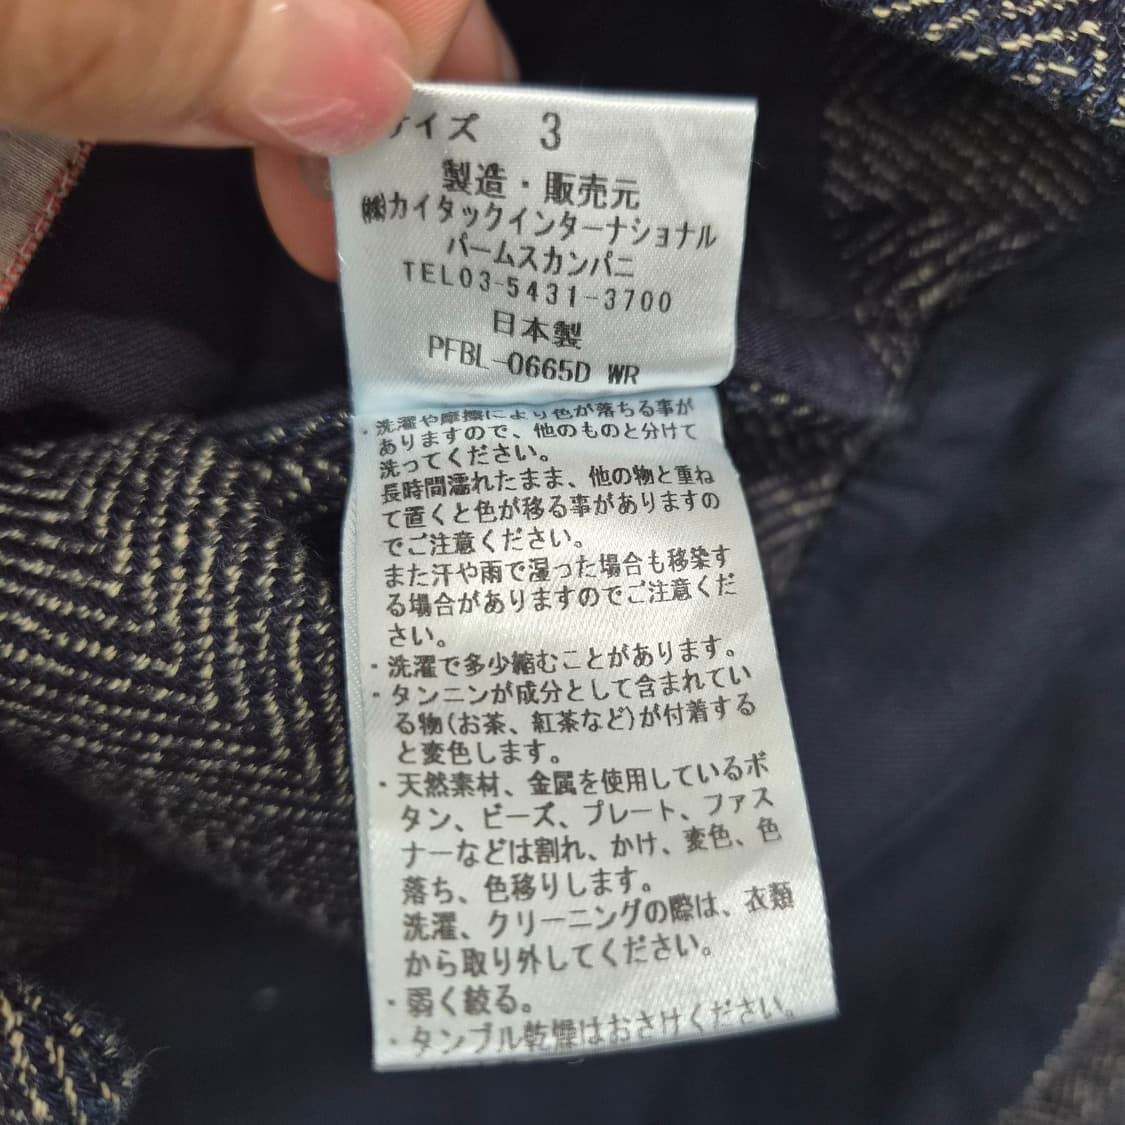 サイズ 3
製造・販売元
㈱カイタックインターナショナル
パームスカンパニー
TEL03-5431-3700
日本製
PFBL-0665D WR
・洗濯や摩擦により色が落ちる事が
ありますので、他のものと分けて
洗ってください。
長時間濡れたまま、他の物と重ね
て置くと色が移る事がありますの
でご注意ください。
また汗や雨で湿った場合も移染す
る場合がありますのでご注意くだ
さい。
・洗濯で多少縮むことがあります。
・タンニンが成分として含まれてい
る物(お茶、紅茶など)が付着する
と変色します。
・天然素材、金属を使用しているボ
タン、ビーズ、プレート、ファス
ナーなどは割れ、かけ、変色、色
落ち、色移りします。
洗濯、クリーニングの際は、衣類
から取り外してください。
・弱く絞る。
・タンブル乾燥はおさけください。